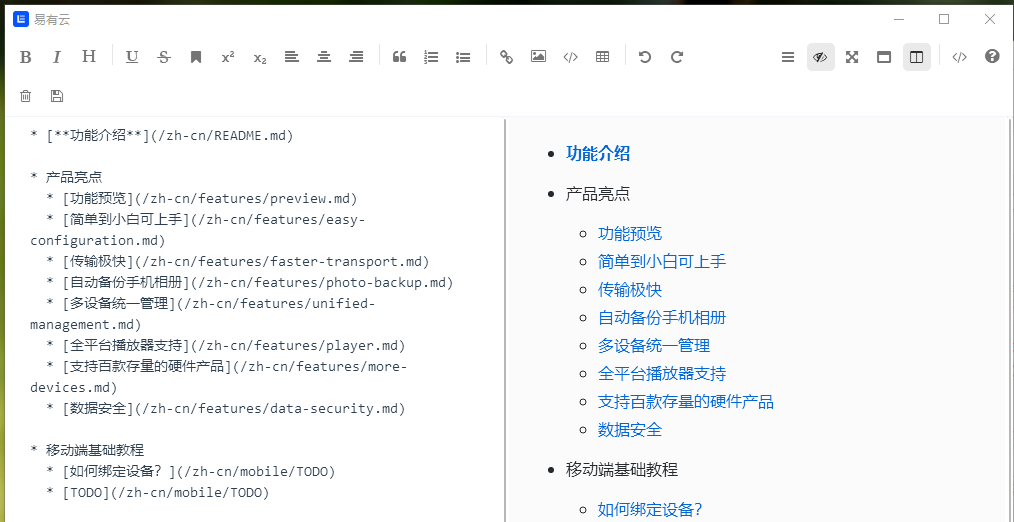 易有云
B I H U S x² x₂
* [**功能介绍**](/zh-cn/README.md)
* 产品亮点
* [功能预览](/zh-cn/features/preview.md)
* [简单到小白可上手](/zh-cn/features/easy-
configuration.md)
* [传输极快](/zh-cn/features/faster-transport.md)
* [自动备份手机相册](/zh-cn/features/photo-backup.md)
* [多设备统一管理](/zh-cn/features/unified-
management.md)
* [全平台播放器支持](/zh-cn/features/player.md)
* [支持百款存量的硬件产品](/zh-cn/features/more-
devices.md)
* [数据安全](/zh-cn/features/data-security.md)
* 移动端基础教程
* [如何绑定设备？](/zh-cn/mobile/TODO)
* [TODO](/zh-cn/mobile/TODO)
功能介绍
产品亮点
功能预览
简单到小白可上手
传输极快
自动备份手机相册
多设备统一管理
全平台播放器支持
支持百款存量的硬件产品
数据安全
移动端基础教程
如何绑定设备？